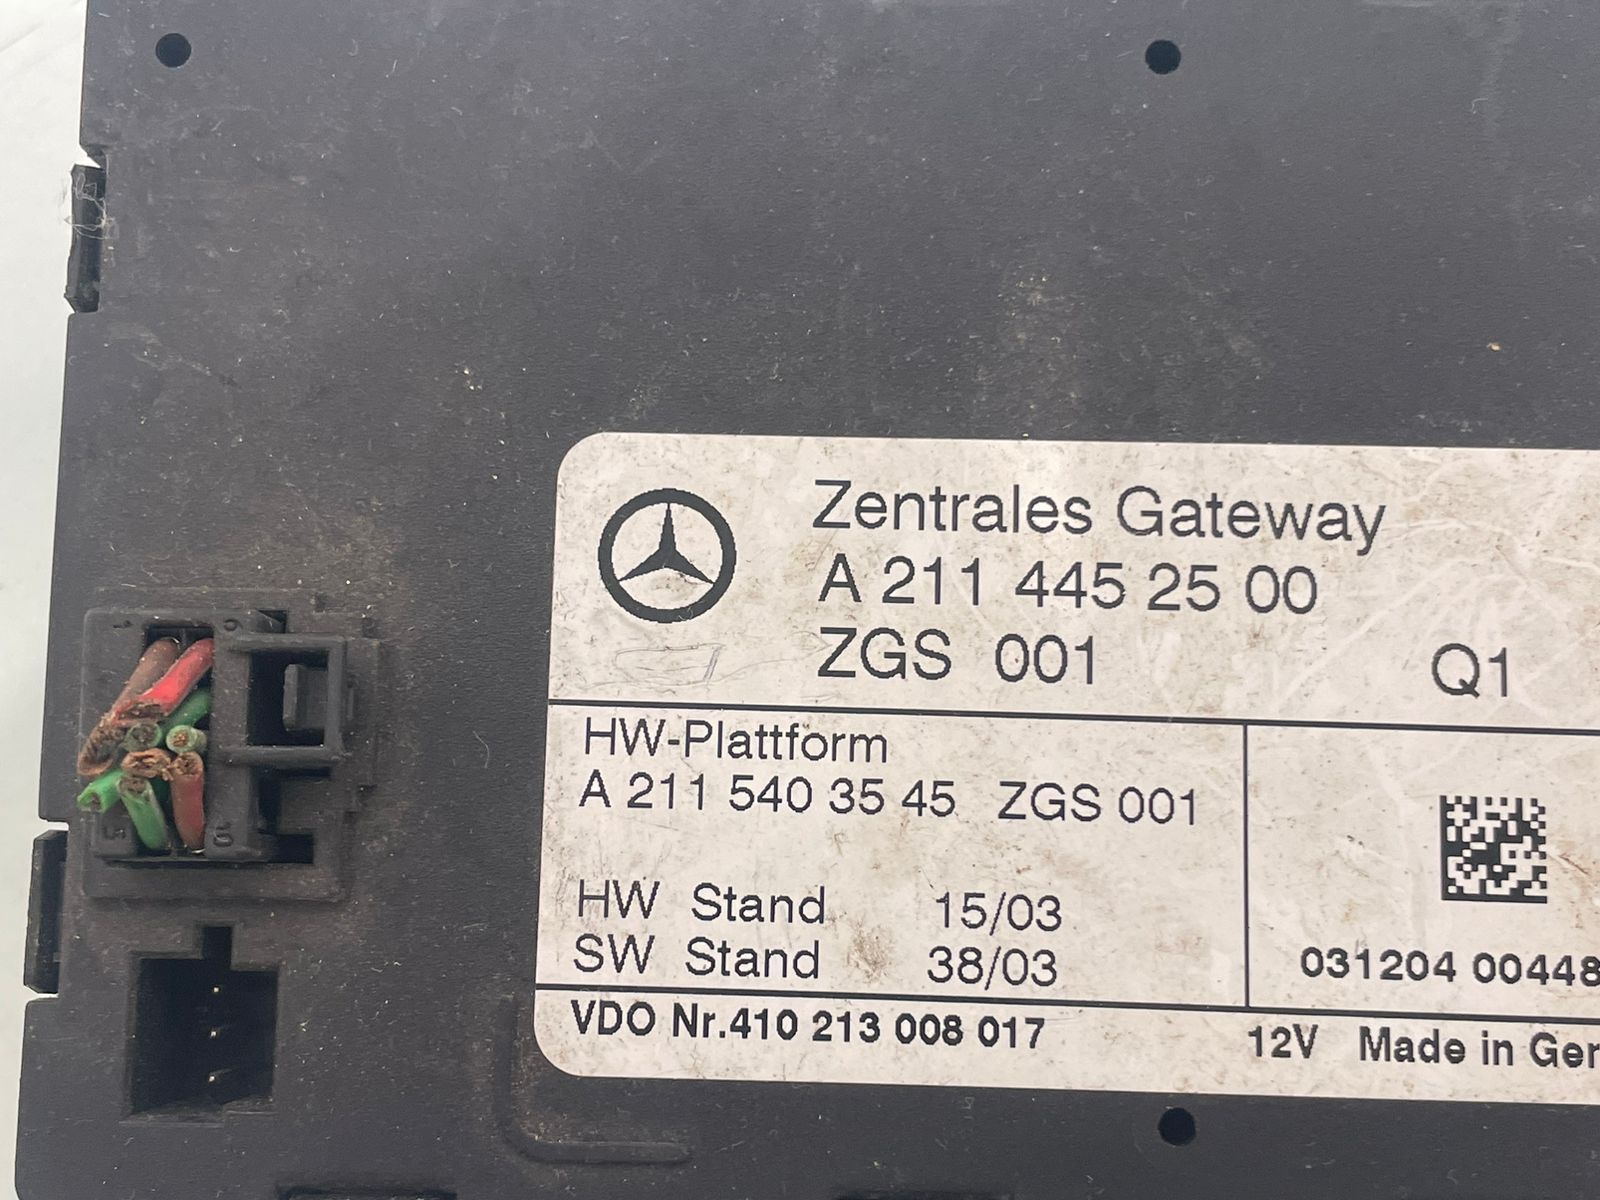 Zentrales Gateway
A 211 445 25 00
ZGS 001 Q1
HW-Plattform
A 211 540 35 45 ZGS 001
HW Stand 15/03
SW Stand 38/03
031204 00448
VDO Nr.410 213 008 017 12V Made in Ger